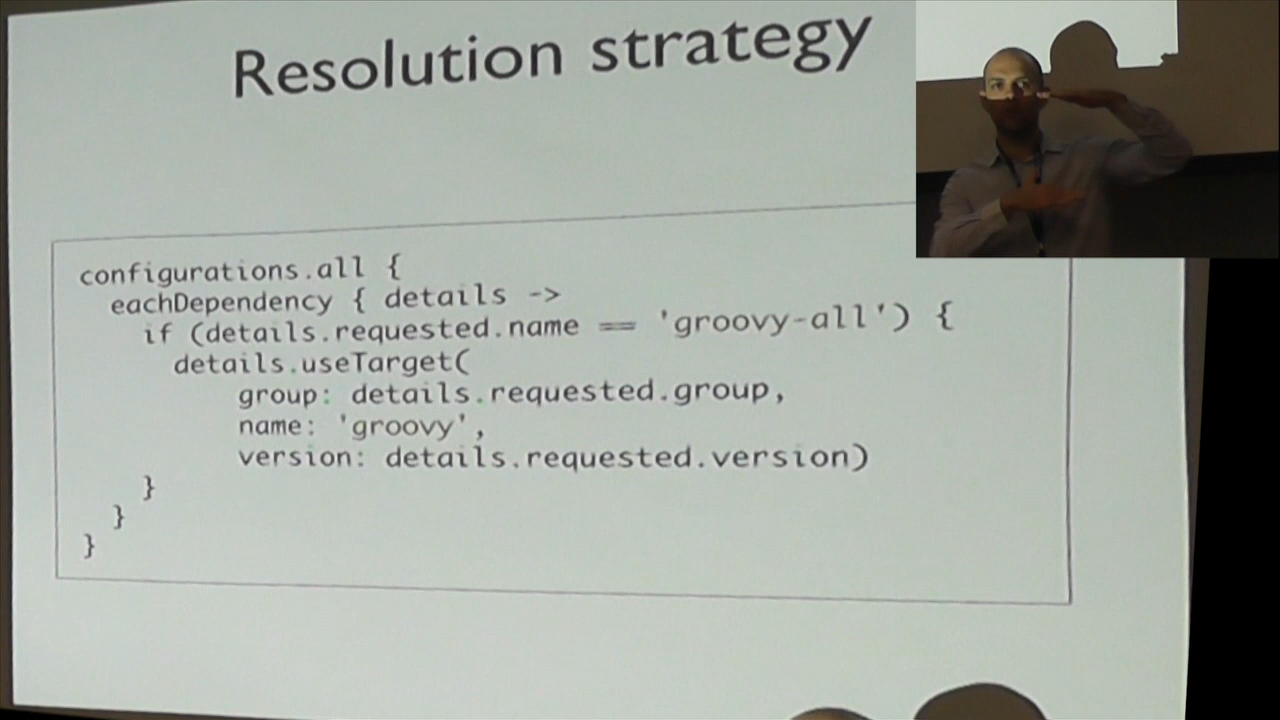 Resolution strategy
configurations.all {
eachDependency { details ->
if (details.requested.name == 'groovy-all') {
details.useTarget(
group: details.requested.group,
name: 'groovy',
version: details.requested.version)
}
}
}